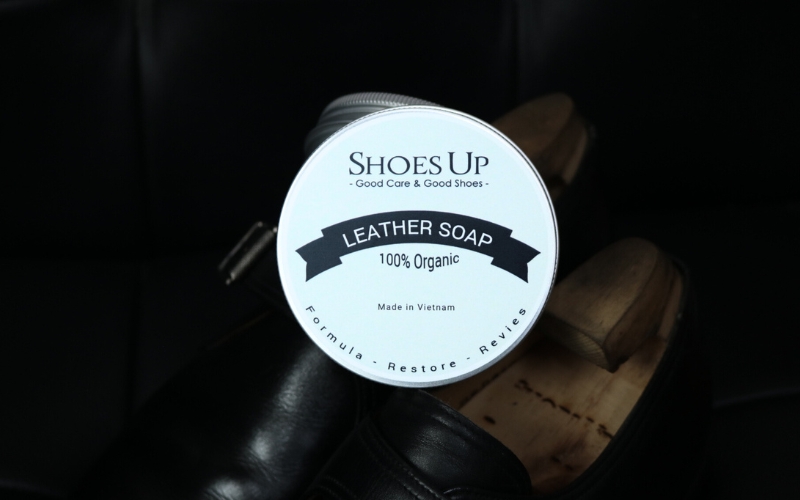 SHOES UP
- Good Care & Good Shoes -
LEATHER SOAP
100% Organic
Made in Vietnam
Formula - Restore - Revies